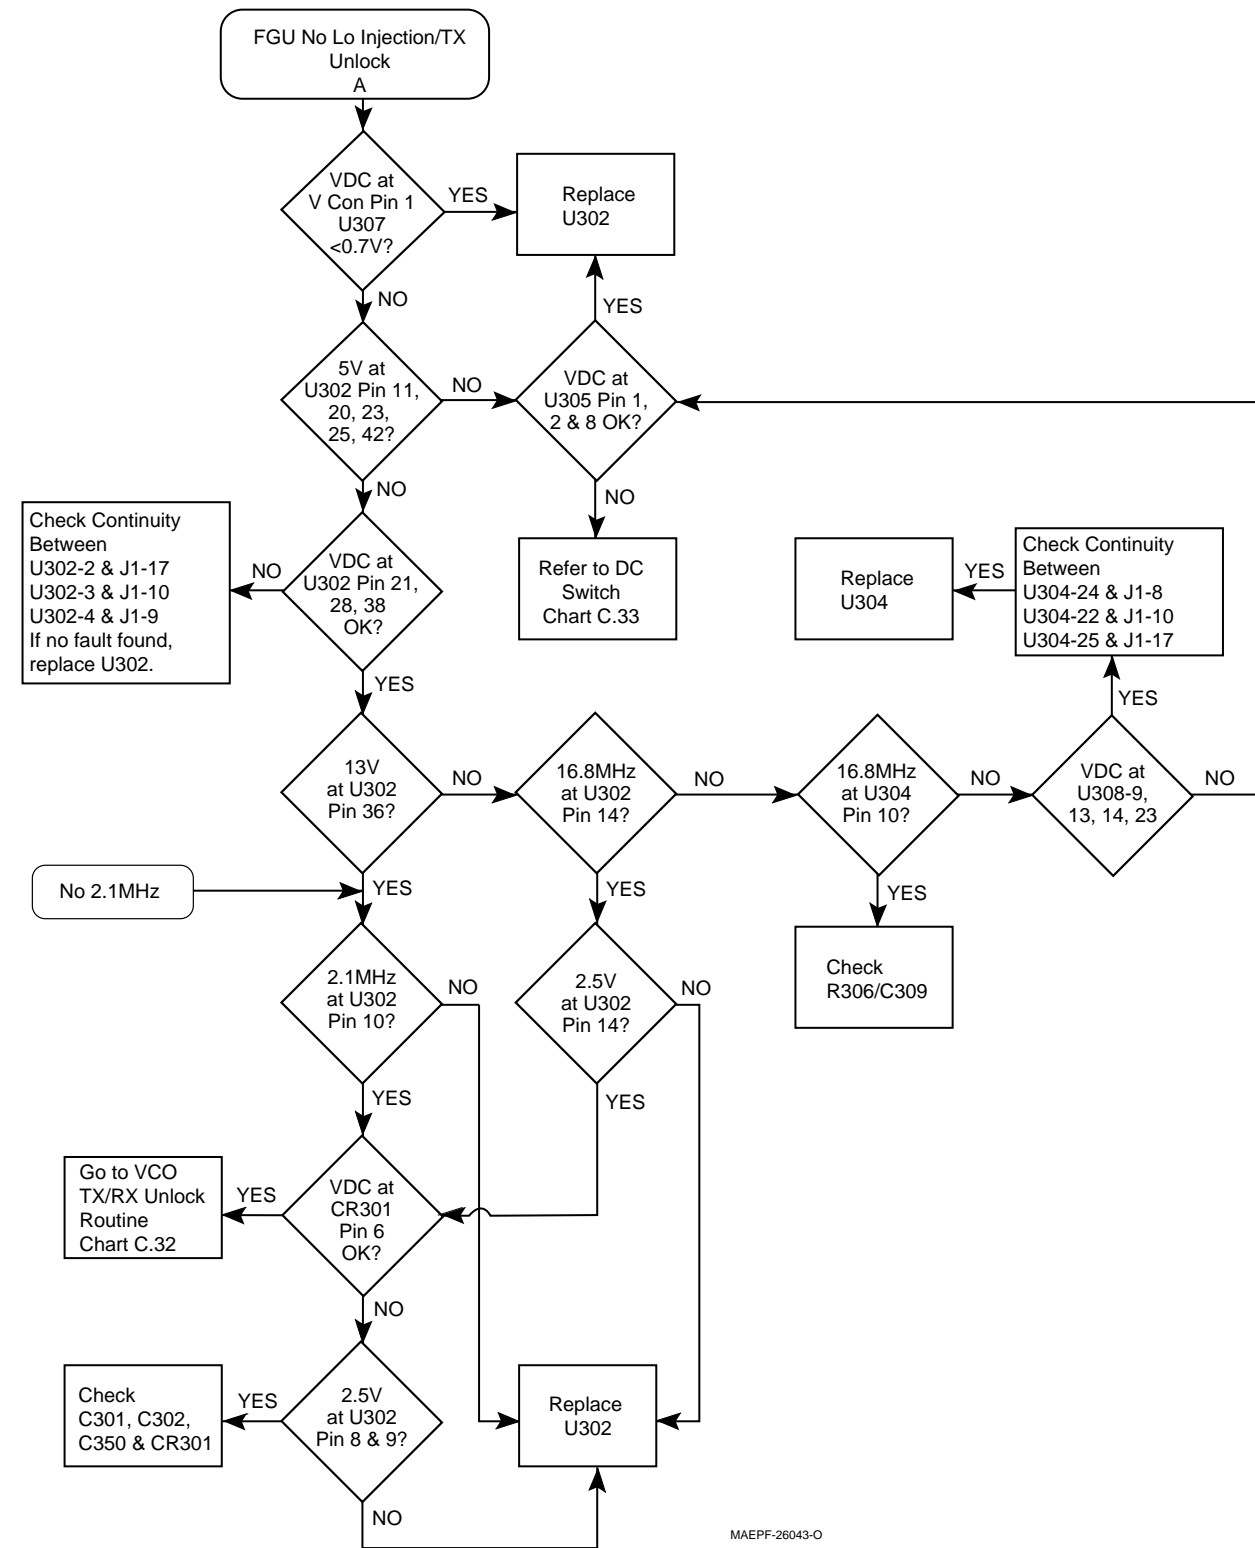 FGU No Lo Injection/TX
Unlock
A
VDC at
V Con Pin 1
U307
<0.7V?
YES
Replace
U302
NO
YES
5V at
U302 Pin 11,
20, 23,
25, 42?
NO
VDC at
U305 Pin 1,
2 & 8 OK?
NO
NO
Check Continuity
Between
U302-2 & J1-17
U302-3 & J1-10
U302-4 & J1-9
If no fault found,
replace U302.
NO
VDC at
U302 Pin 21,
28, 38
OK?
Refer to DC
Switch
Chart C.33
Replace
U304
YES
Check Continuity
Between
U304-24 & J1-8
U304-22 & J1-10
U304-25 & J1-17
YES
YES
13V
at U302
Pin 36?
NO
16.8MHz
at U302
Pin 14?
NO
16.8MHz
at U304
Pin 10?
NO
VDC at
U308-9,
13, 14, 23
NO
No 2.1MHz
YES
YES
YES
2.1MHz
at U302
Pin 10?
NO
2.5V
at U302
Pin 14?
NO
Check
R306/C309
YES
YES
Go to VCO
TX/RX Unlock
Routine
Chart C.32
YES
VDC at
CR301
Pin 6
OK?
NO
Check
C301, C302,
C350 & CR301
YES
2.5V
at U302
Pin 8 & 9?
Replace
U302
NO
MAEPF-26043-O